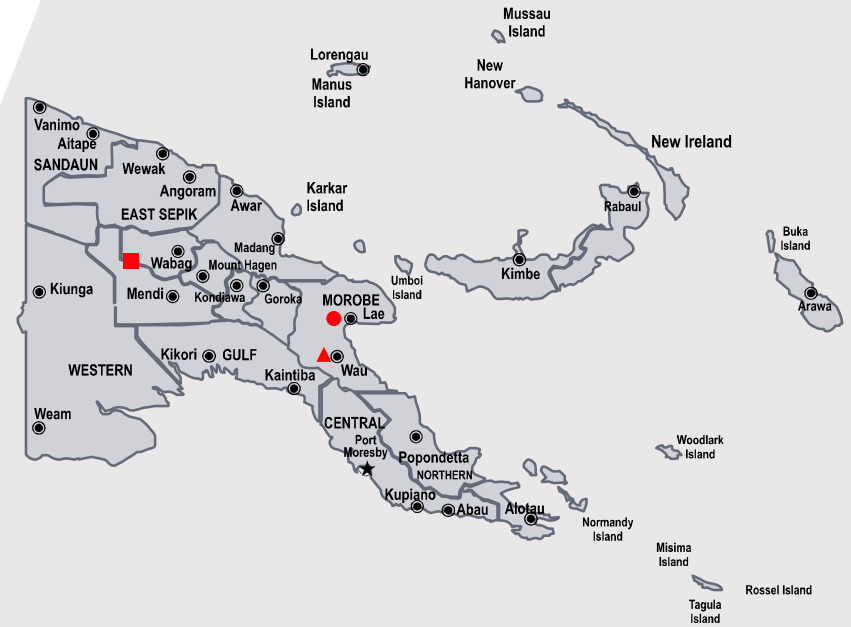 Mussau
Island
Lorengau
Manus
Island
New
Hanover
Vanimo
Aitape
SANDAUN
Wewak
Angoram
EAST SEPIK
Awar
Karkar
Island
New Ireland
Rabaul
Buka
Island
Madang
Wabag
Mount Hagen
Umboi
Island
Kimbe
Kiunga
Mendi
Kondiawa
Goroka
MOROBE
Lae
Arawa
Kikori
GULF
Wau
WESTERN
Kaintiba
Weam
CENTRAL
Port
Moresby
Popondetta
NORTHERN
Woodlark
Island
Kupiano
Abau
Alotau
Normandy
Island
Misima
Island
Rossel Island
Tagula
Island